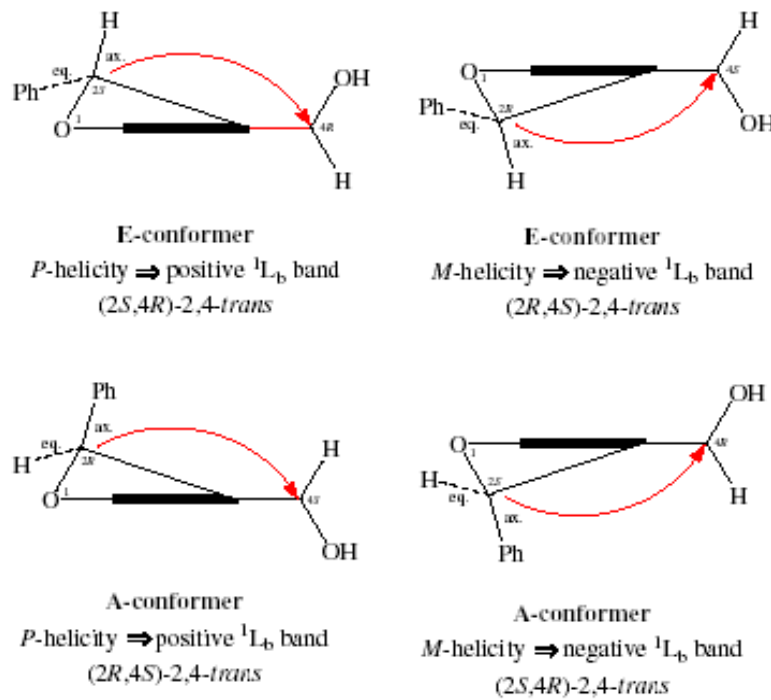 H
ax.
eq.
Ph
2S
OH
O
1
4R
H
E-conformer
P-helicity ⇒ positive ¹L_b band
(2S,4R)-2,4-trans
H
O
1
4S
Ph
2R
eq.
ax.
OH
H
E-conformer
M-helicity ⇒ negative ¹L_b band
(2R,4S)-2,4-trans
Ph
ax.
eq.
H
2R
H
O
1
4S
OH
A-conformer
P-helicity ⇒ positive ¹L_b band
(2R,4S)-2,4-trans
OH
O
1
4R
H
2S
eq.
ax.
H
Ph
A-conformer
M-helicity ⇒ negative ¹L_b band
(2S,4R)-2,4-trans